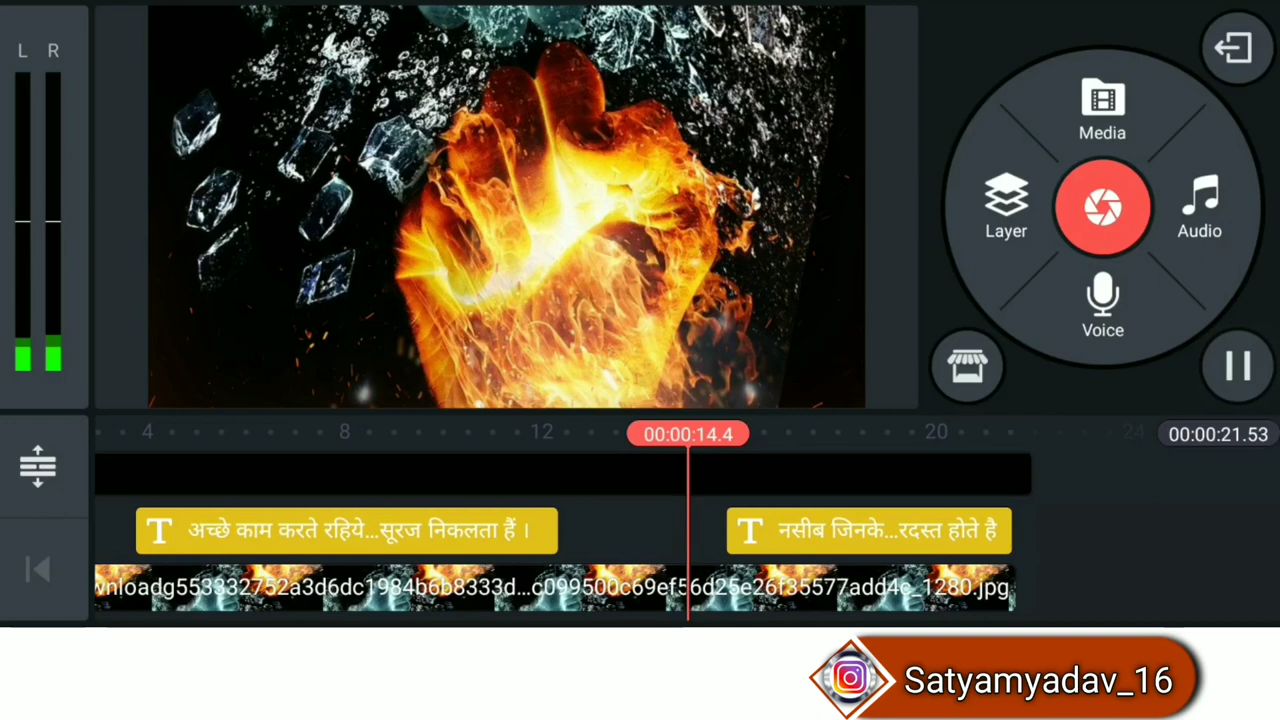 L R
Media
Layer
Audio
Voice
4 8 12 00:00:14.4 20 24 00:00:21.53
T अच्छे काम करते रहिये...सूरज निकलता हैं ।
T नसीब जिनके...रदस्त होते है
wnloadg553332752a3d6dc1984b6b8333d...c099500c69ef56d25e26f35577add4c_1280.jpg
Satyamyadav_16